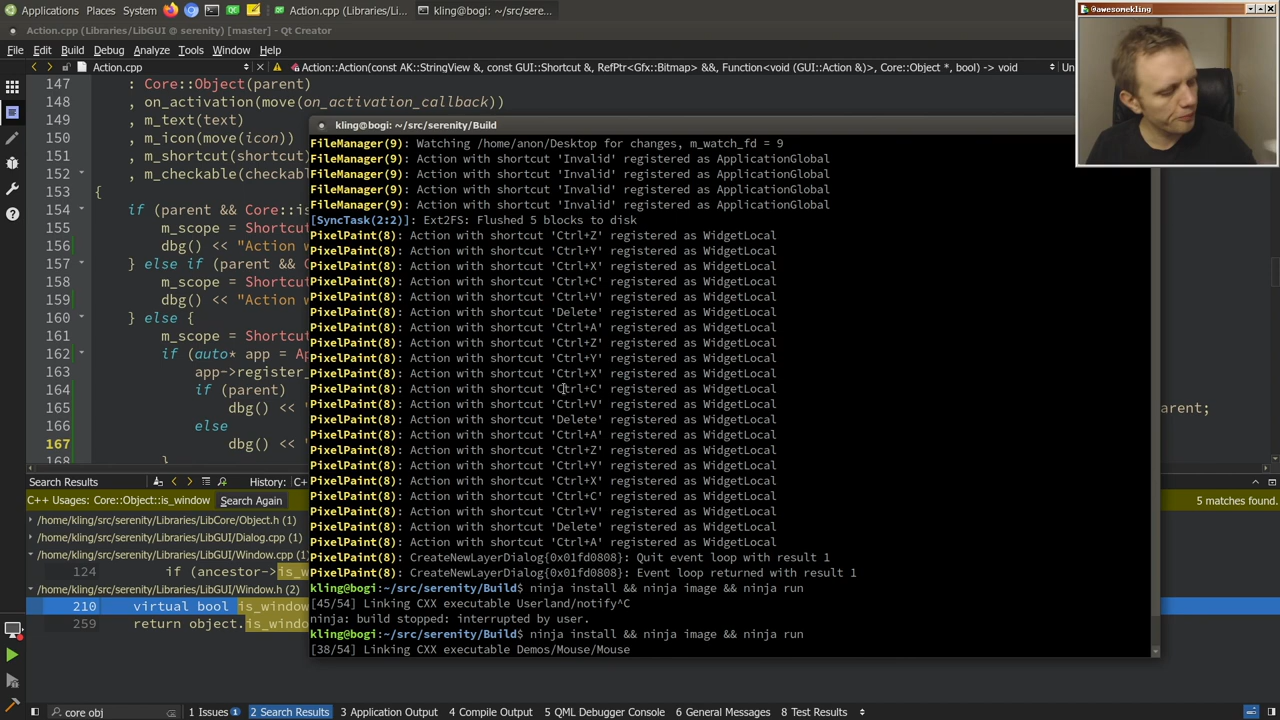 Applications Places System Action.cpp (Libraries/Li... kling@bogi: ~/src/sere...
@awesomekling
Action.cpp (Libraries/LibGUI @ serenity) [master] - Qt Creator
File Edit Build Debug Analyze Tools Window Help
Action.cpp Action::Action(const AK::StringView &, const GUI::Shortcut &, RefPtr<Gfx::Bitmap> &&, Function<void (GUI::Action &)>, Core::Object *, bool) -> void
147 : Core::Object(parent)
148 , on_activation(move(on_activation_callback))
149 , m_text(text)
150 , m_icon(move(icon))
151 , m_shortcut(shortcut)
152 , m_checkable(checkable
153 {
154 if (parent && Core::is
155 m_scope = Shortcut
156 dbg() << "Action w
157 } else if (parent && C
158 m_scope = Shortcut
159 dbg() << "Action w
160 } else {
161 m_scope = Shortcut
162 if (auto* app = Ap
163 app->register_
164 if (parent)
165 dbg() << " parent;
166 else
167 dbg() << "
168 }
kling@bogi: ~/src/serenity/Build
FileManager(9): Watching /home/anon/Desktop for changes, m_watch_fd = 9
FileManager(9): Action with shortcut 'Invalid' registered as ApplicationGlobal
FileManager(9): Action with shortcut 'Invalid' registered as ApplicationGlobal
FileManager(9): Action with shortcut 'Invalid' registered as ApplicationGlobal
FileManager(9): Action with shortcut 'Invalid' registered as ApplicationGlobal
[SyncTask(2:2)]: Ext2FS: Flushed 5 blocks to disk
PixelPaint(8): Action with shortcut 'Ctrl+Z' registered as WidgetLocal
PixelPaint(8): Action with shortcut 'Ctrl+Y' registered as WidgetLocal
PixelPaint(8): Action with shortcut 'Ctrl+X' registered as WidgetLocal
PixelPaint(8): Action with shortcut 'Ctrl+C' registered as WidgetLocal
PixelPaint(8): Action with shortcut 'Ctrl+V' registered as WidgetLocal
PixelPaint(8): Action with shortcut 'Delete' registered as WidgetLocal
PixelPaint(8): Action with shortcut 'Ctrl+A' registered as WidgetLocal
PixelPaint(8): Action with shortcut 'Ctrl+Z' registered as WidgetLocal
PixelPaint(8): Action with shortcut 'Ctrl+Y' registered as WidgetLocal
PixelPaint(8): Action with shortcut 'Ctrl+X' registered as WidgetLocal
PixelPaint(8): Action with shortcut 'Ctrl+C' registered as WidgetLocal
PixelPaint(8): Action with shortcut 'Ctrl+V' registered as WidgetLocal
PixelPaint(8): Action with shortcut 'Delete' registered as WidgetLocal
PixelPaint(8): Action with shortcut 'Ctrl+A' registered as WidgetLocal
PixelPaint(8): Action with shortcut 'Ctrl+Z' registered as WidgetLocal
PixelPaint(8): Action with shortcut 'Ctrl+Y' registered as WidgetLocal
PixelPaint(8): Action with shortcut 'Ctrl+X' registered as WidgetLocal
PixelPaint(8): Action with shortcut 'Ctrl+C' registered as WidgetLocal
PixelPaint(8): Action with shortcut 'Ctrl+V' registered as WidgetLocal
PixelPaint(8): Action with shortcut 'Delete' registered as WidgetLocal
PixelPaint(8): Action with shortcut 'Ctrl+A' registered as WidgetLocal
PixelPaint(8): CreateNewLayerDialog{0x01fd0808}: Quit event loop with result 1
PixelPaint(8): CreateNewLayerDialog{0x01fd0808}: Event loop returned with result 1
kling@bogi:~/src/serenity/Build$ ninja install && ninja image && ninja run
[45/54] Linking CXX executable Userland/notify^C
ninja: build stopped: interrupted by user.
kling@bogi:~/src/serenity/Build$ ninja install && ninja image && ninja run
[38/54] Linking CXX executable Demos/Mouse/Mouse
Search Results History: C+
C++ Usages: Core::Object::is_window Search Again 5 matches found.
/home/kling/src/serenity/Libraries/LibCore/Object.h (1)
/home/kling/src/serenity/Libraries/LibGUI/Dialog.cpp (1)
/home/kling/src/serenity/Libraries/LibGUI/Window.cpp (1)
124 if (ancestor->is_window
/home/kling/src/serenity/Libraries/LibGUI/Window.h (2)
210 virtual bool is_window
259 return object.is_windo
core obj 1 Issues 2 Search Results 3 Application Output 4 Compile Output 5 QML Debugger Console 6 General Messages 8 Test Results